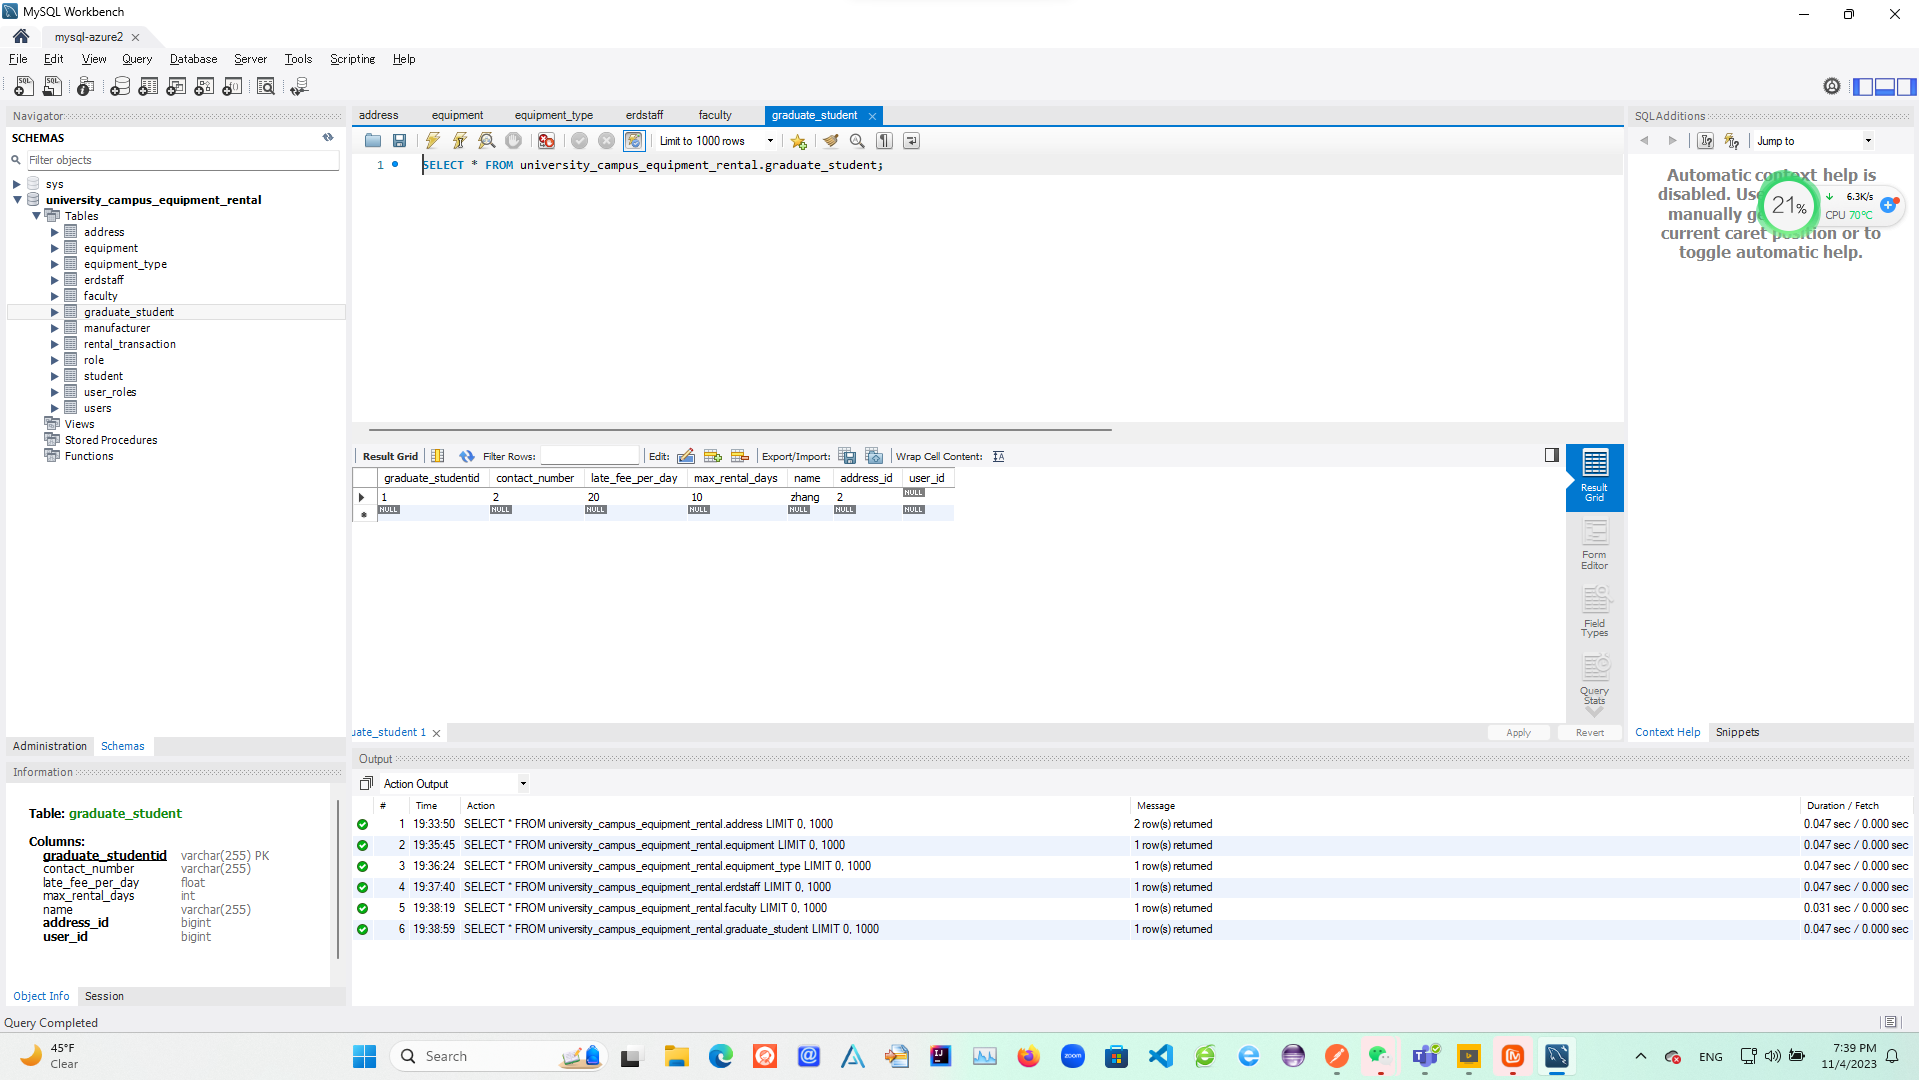 MySQL Workbench
mysql-azure2
File Edit View Query Database Server Tools Scripting Help
Navigator
SCHEMAS
Filter objects
sys
university_campus_equipment_rental
Tables
address
equipment
equipment_type
erdstaff
faculty
graduate_student
manufacturer
rental_transaction
role
student
user_roles
users
Views
Stored Procedures
Functions
Administration Schemas
Information
Table: graduate_student
Columns:
graduate_studentid varchar(255) PK
contact_number varchar(255)
late_fee_per_day float
max_rental_days int
name varchar(255)
address_id bigint
user_id bigint
Object Info Session
Query Completed
address equipment equipment_type erdstaff faculty graduate_student
Limit to 1000 rows
1 SELECT * FROM university_campus_equipment_rental.graduate_student;
Result Grid Filter Rows: Edit: Export/Import: Wrap Cell Content:
graduate_studentid contact_number late_fee_per_day max_rental_days name address_id user_id
1 2 20 10 zhang 2 NULL
NULL NULL NULL NULL NULL NULL NULL
Result
Grid
Form
Editor
Field
Types
Query
Stats
uate_student 1
Apply Revert
Output
Action Output
# Time Action Message Duration / Fetch
1 19:33:50 SELECT * FROM university_campus_equipment_rental.address LIMIT 0, 1000 2 row(s) returned 0.047 sec / 0.000 sec
2 19:35:45 SELECT * FROM university_campus_equipment_rental.equipment LIMIT 0, 1000 1 row(s) returned 0.047 sec / 0.000 sec
3 19:36:24 SELECT * FROM university_campus_equipment_rental.equipment_type LIMIT 0, 1000 1 row(s) returned 0.047 sec / 0.000 sec
4 19:37:40 SELECT * FROM university_campus_equipment_rental.erdstaff LIMIT 0, 1000 1 row(s) returned 0.047 sec / 0.000 sec
5 19:38:19 SELECT * FROM university_campus_equipment_rental.faculty LIMIT 0, 1000 1 row(s) returned 0.031 sec / 0.000 sec
6 19:38:59 SELECT * FROM university_campus_equipment_rental.graduate_student LIMIT 0, 1000 1 row(s) returned 0.047 sec / 0.000 sec
SQLAdditions
Jump to
Automatic context help is
disabled. Use
manually ge
current caret position or to
toggle automatic help.
21%
6.3K/s
CPU 70°C
Context Help Snippets
45°F
Clear
Search
zoom
ENG
7:39 PM
11/4/2023